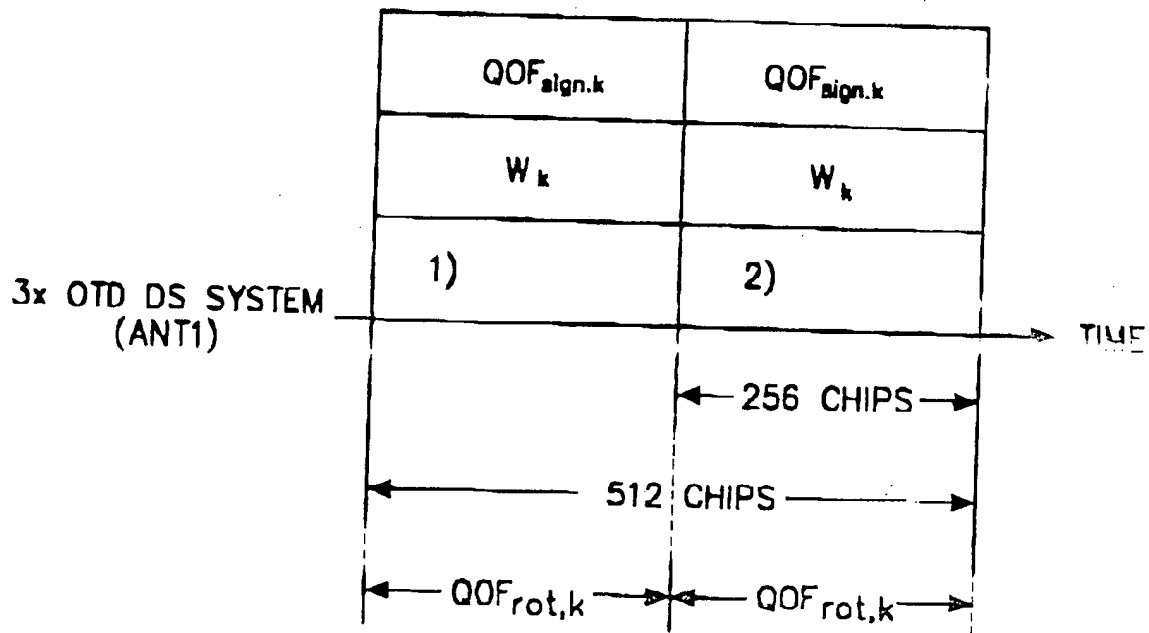 QOFsign.k QOFsign.k
Wk Wk
1) 2)
3x OTD DS SYSTEM
(ANT1)
TIME
256 CHIPS
512 CHIPS
QOFrot,k QOFrot,k